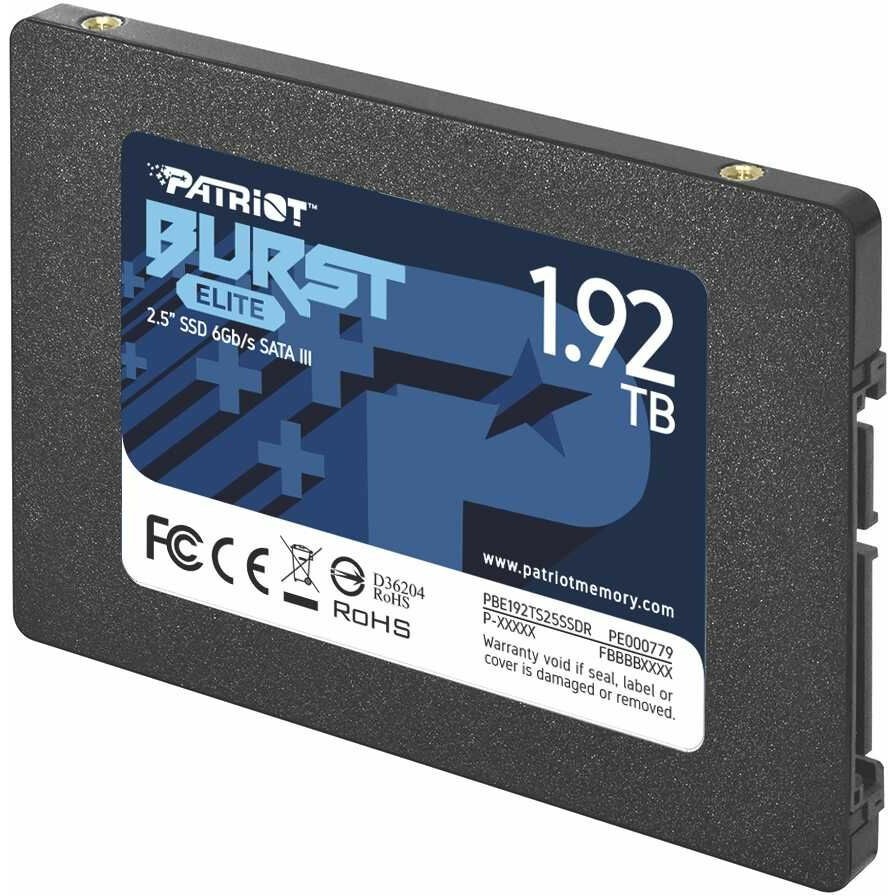 PATRIOT™
BURST
ELITE
2.5" SSD 6Gb/s SATA III
1.92
TB
FC CE
D36204
RoHS
RoHS
www.patriotmemory.com
PBE192TS25SSDR PE000779
P-XXXXX FBBBBXXXX
Warranty void if seal, label or
cover is damaged or removed.